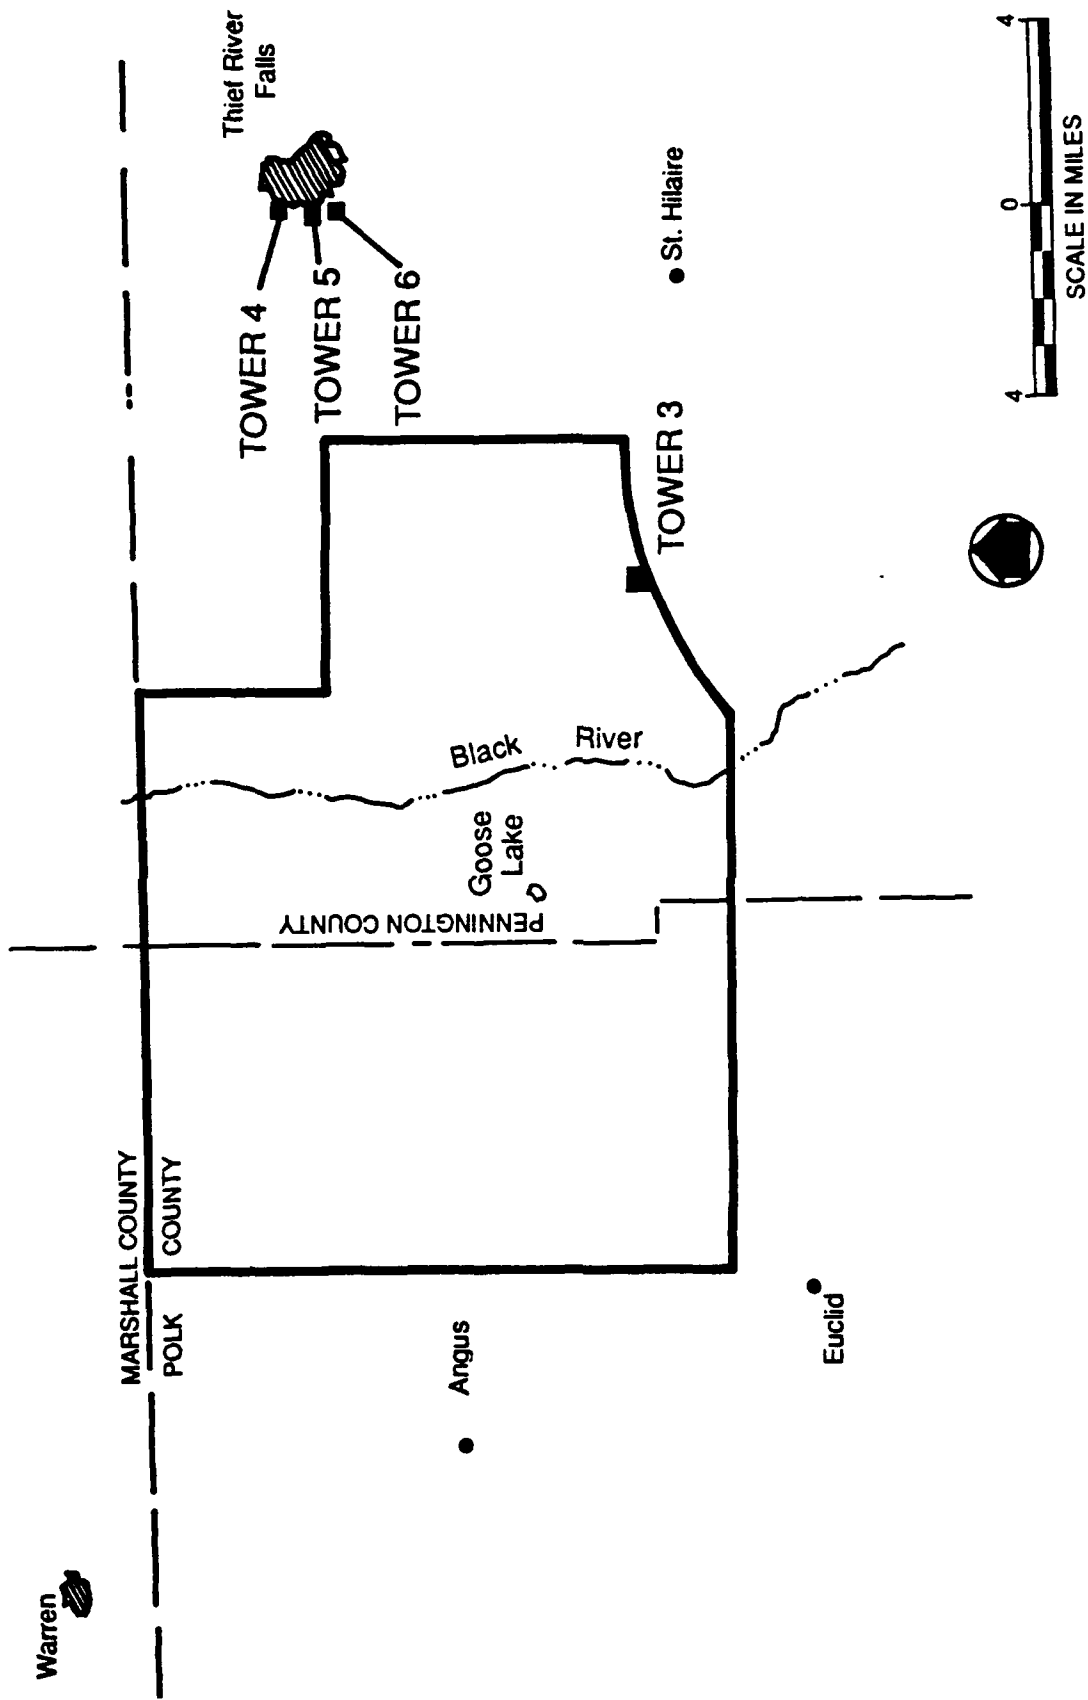 Warren
MARSHALL COUNTY
POLK COUNTY
Thief River
Falls
TOWER 4
TOWER 5
TOWER 6
Angus
PENNINGTON COUNTY
Goose
Lake
Black River
St. Hilaire
TOWER 3
Euclid
4 0 4
SCALE IN MILES